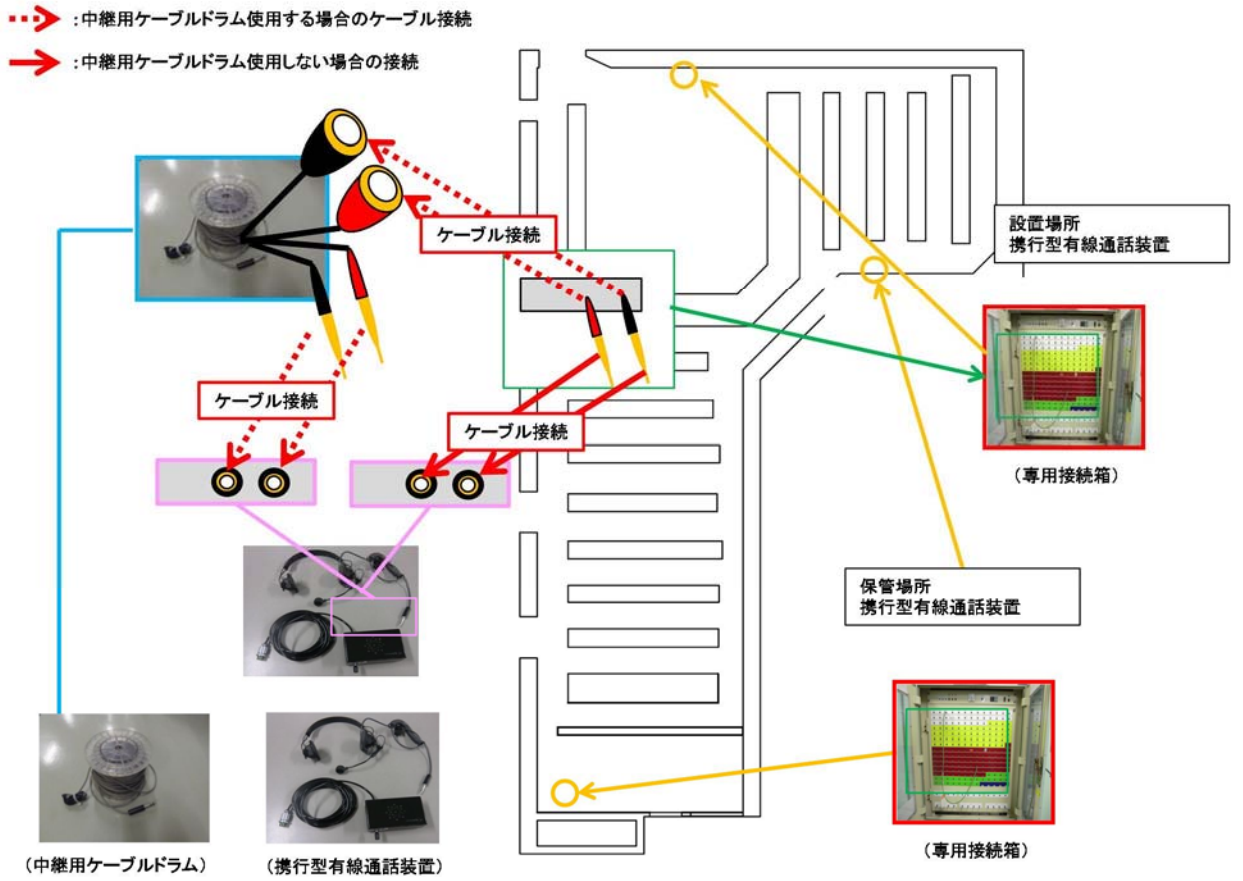 :中継用ケーブルドラム使用する場合のケーブル接続
:中継用ケーブルドラム使用しない場合の接続
ケーブル接続
設置場所
携行型有線通話装置
ケーブル接続
ケーブル接続
(専用接続箱)
保管場所
携行型有線通話装置
(中継用ケーブルドラム)
(携行型有線通話装置)
(専用接続箱)